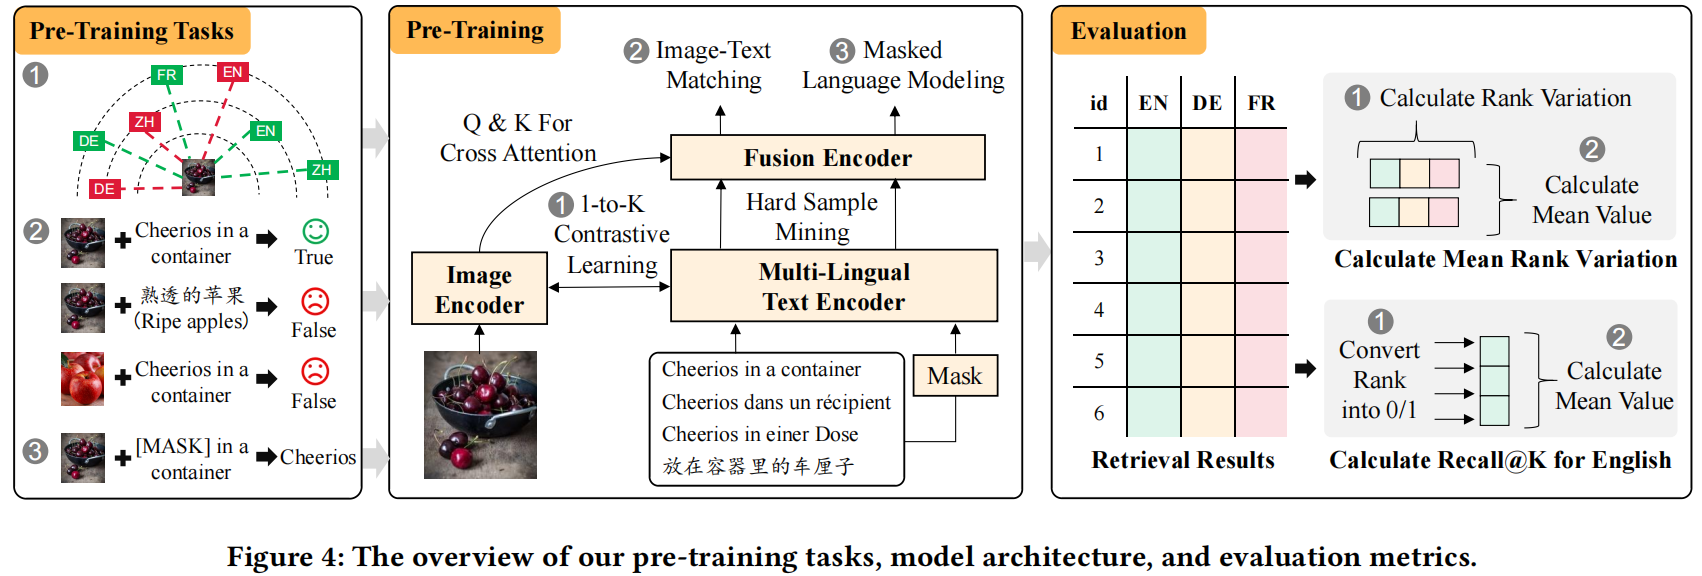 Pre-Training Tasks
1
FR
EN
ZH
DE
EN
ZH
DE
2
Cheerios in a
container
True
熟透的苹果
(Ripe apples)
False
Cheerios in a
container
False
3
[MASK] in a
container
Cheerios
Pre-Training
2 Image-Text
Matching
3 Masked
Language Modeling
Q & K For
Cross Attention
Fusion Encoder
1 1-to-K
Contrastive
Learning
Hard Sample
Mining
Image
Encoder
Multi-Lingual
Text Encoder
Cheerios in a container
Cheerios dans un récipient
Cheerios in einer Dose
放在容器里的车厘子
Mask
Evaluation
id EN DE FR
1
2
3
4
5
6
Retrieval Results
1 Calculate Rank Variation
2
Calculate
Mean Value
Calculate Mean Rank Variation
1
Convert
Rank
into 0/1
2
Calculate
Mean Value
Calculate Recall@K for English
Figure 4: The overview of our pre-training tasks, model architecture, and evaluation metrics.